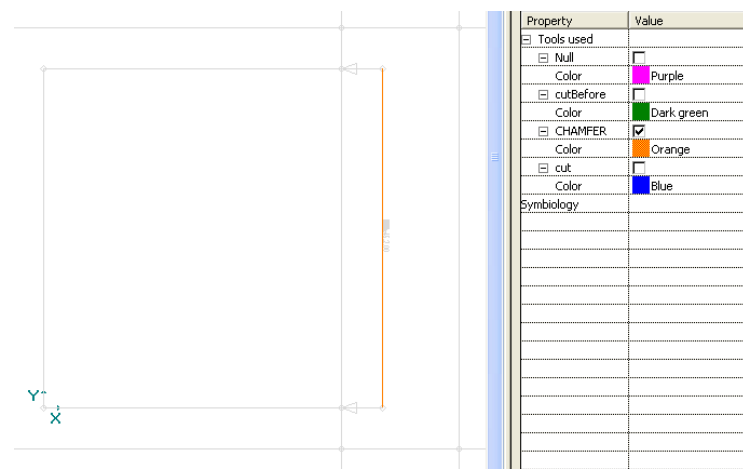 Property Value
Tools used
Null
Color Purple
cutBefore
Color Dark green
CHAMFER
Color Orange
cut
Color Blue
Symbiology
Y
X